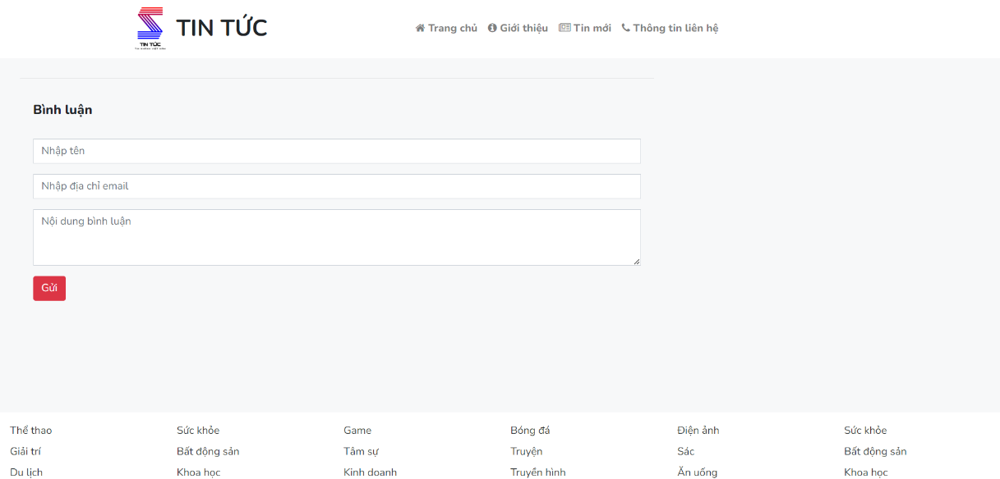 TIN TỨC
TIN TỨC
Trang chủ Giới thiệu Tin mới Thông tin liên hệ
Bình luận
Nhập tên
Nhập địa chỉ email
Nội dung bình luận
Gửi
Thể thao Sức khỏe Game Bóng đá Điện ảnh Sức khỏe
Giải trí Bất động sản Tâm sự Truyện Sác Bất động sản
Du lịch Khoa học Kinh doanh Truyền hình Ăn uống Khoa học